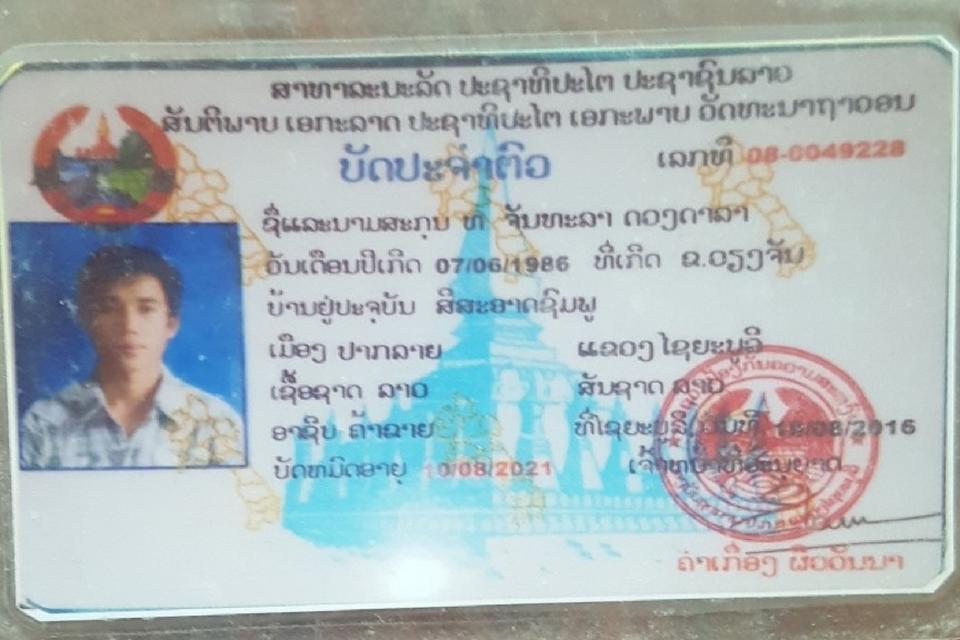 ສາທາລະນະລັດ ປະຊາທິປະໄຕ ປະຊາຊົນລາວ
ສັນຕິພາບ ເອກະລາດ ປະຊາທິປະໄຕ ເອກະພາບ ວັດທະນາຖາວອນ
ບັດປະຈຳຕົວ
ເລກທີ 08-0049228
ຊື່ແລະນາມສະກຸນ ທ ຈັນທະລາ ດວງດາລາ
ວັນເດືອນປີເກີດ 07/06/1986 ທີ່ເກີດ ຂ.ວຽງຈັນ
ບ້ານຢູ່ປະຈຸບັນ ສີສະອາດຊົມພູ
ເມືອງ ປາກລາຍ ແຂວງ ໄຊຍະບູລີ
ເຊື້ອຊາດ ລາວ ສັນຊາດ ລາວ
ອາຊີບ ຄ້າຂາຍ ທີ່ໄຊຍະບູລີ ວັນທີ /08/2016
ບັດຫມົດອາຍຸ 10/08/2021 ເຈົ້າຫນ້າທີ່ອະນຸຍາດ
ຄຳເກື່ອງ ຜິວວັນນາ